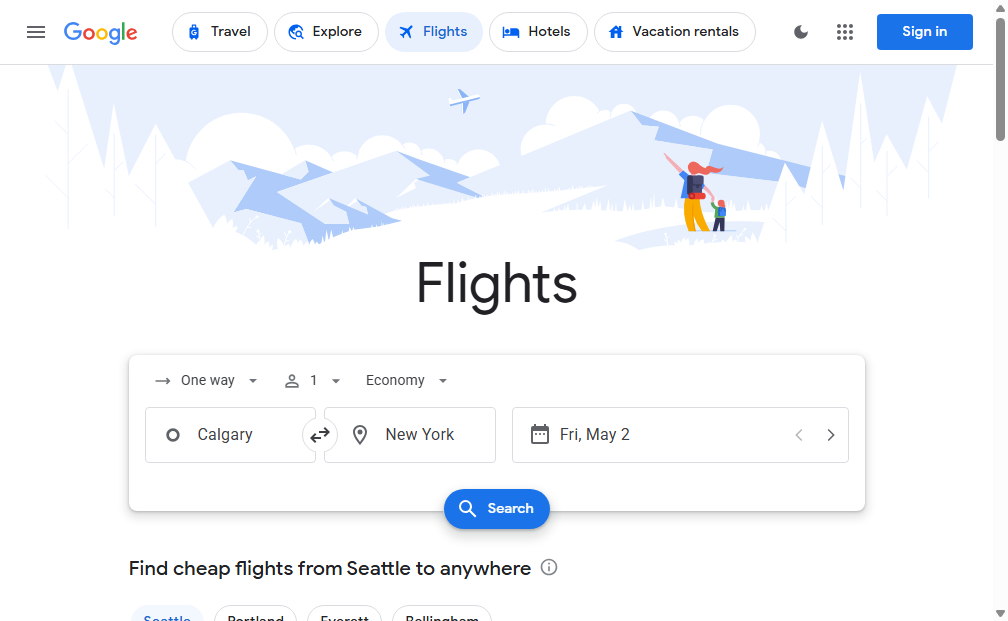 Google
Travel
Explore
Flights
Hotels
Vacation rentals
Sign in
Flights
One way
1
Economy
Calgary
New York
Fri, May 2
Search
Find cheap flights from Seattle to anywhere
Seattle
Portland
Everett
Bellingham